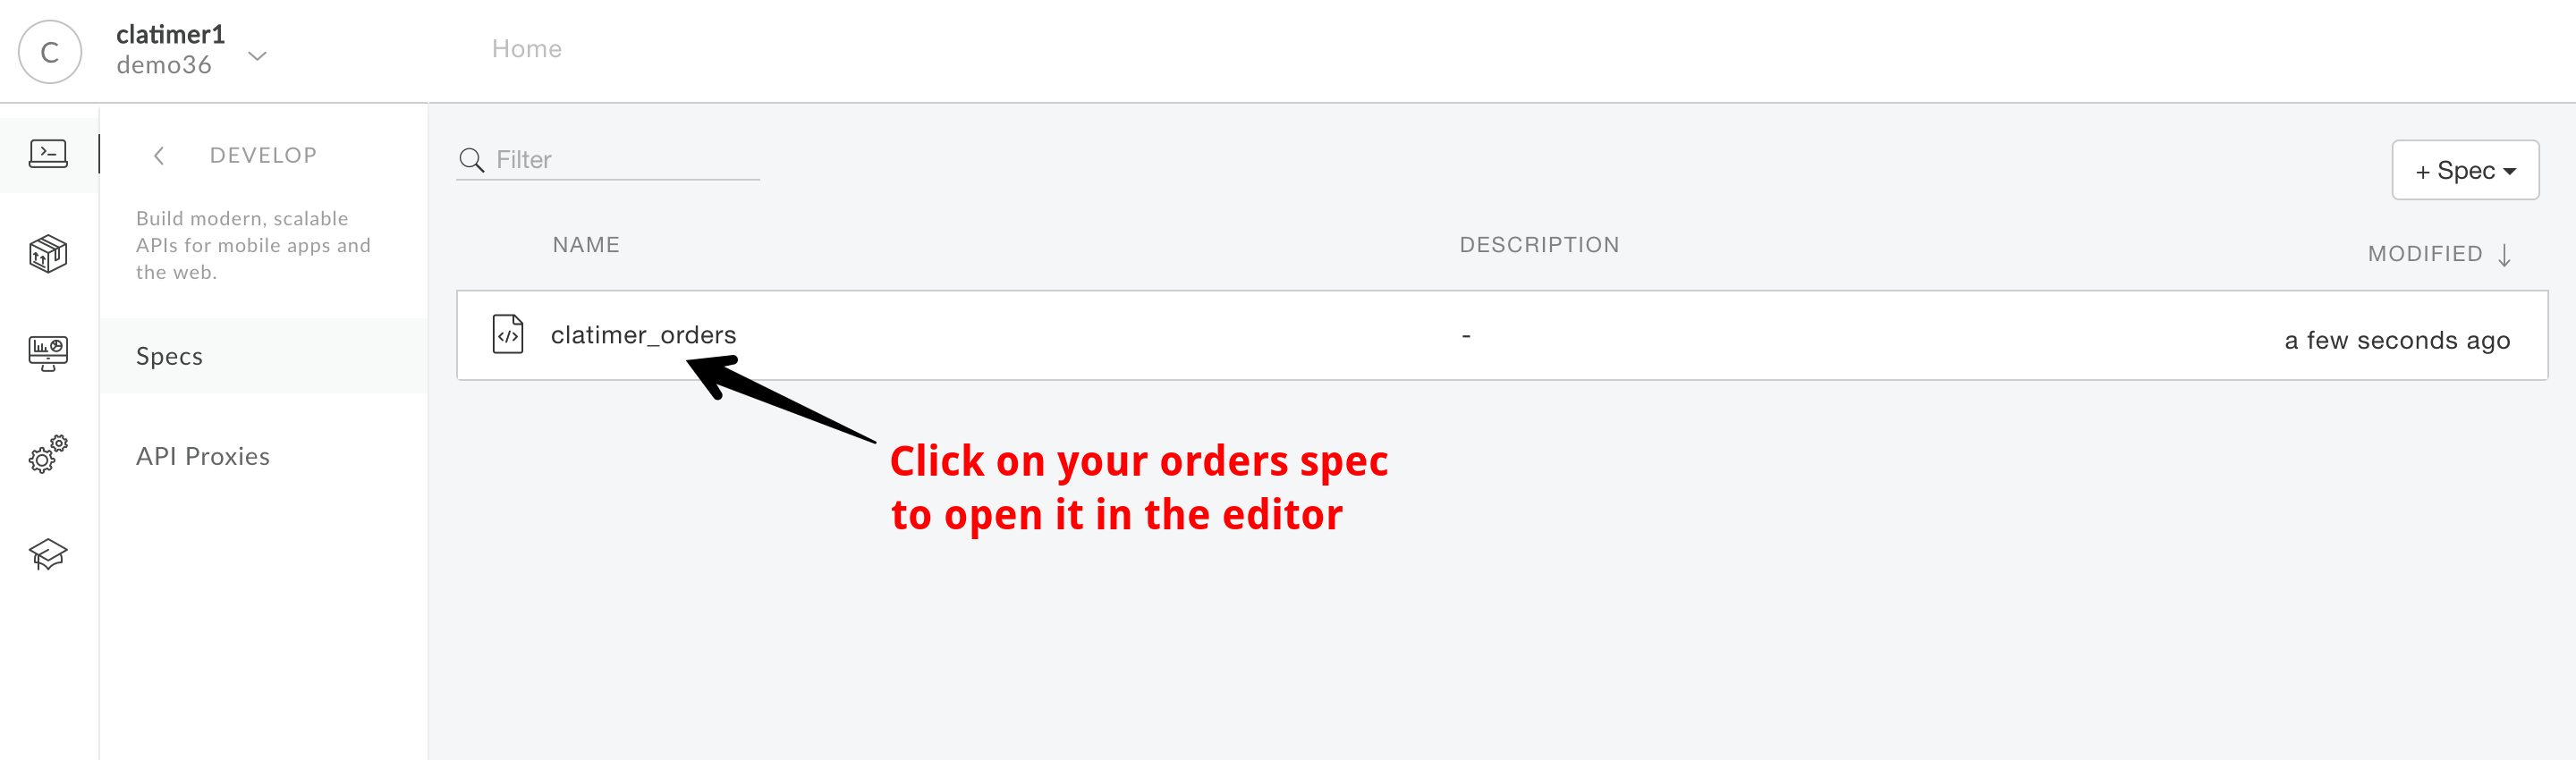 C
clatimer1
demo36
Home
DEVELOP
Build modern, scalable
APIs for mobile apps and
the web.
Specs
API Proxies
Filter
+ Spec
NAME DESCRIPTION MODIFIED
clatimer_orders - a few seconds ago
Click on your orders spec
to open it in the editor